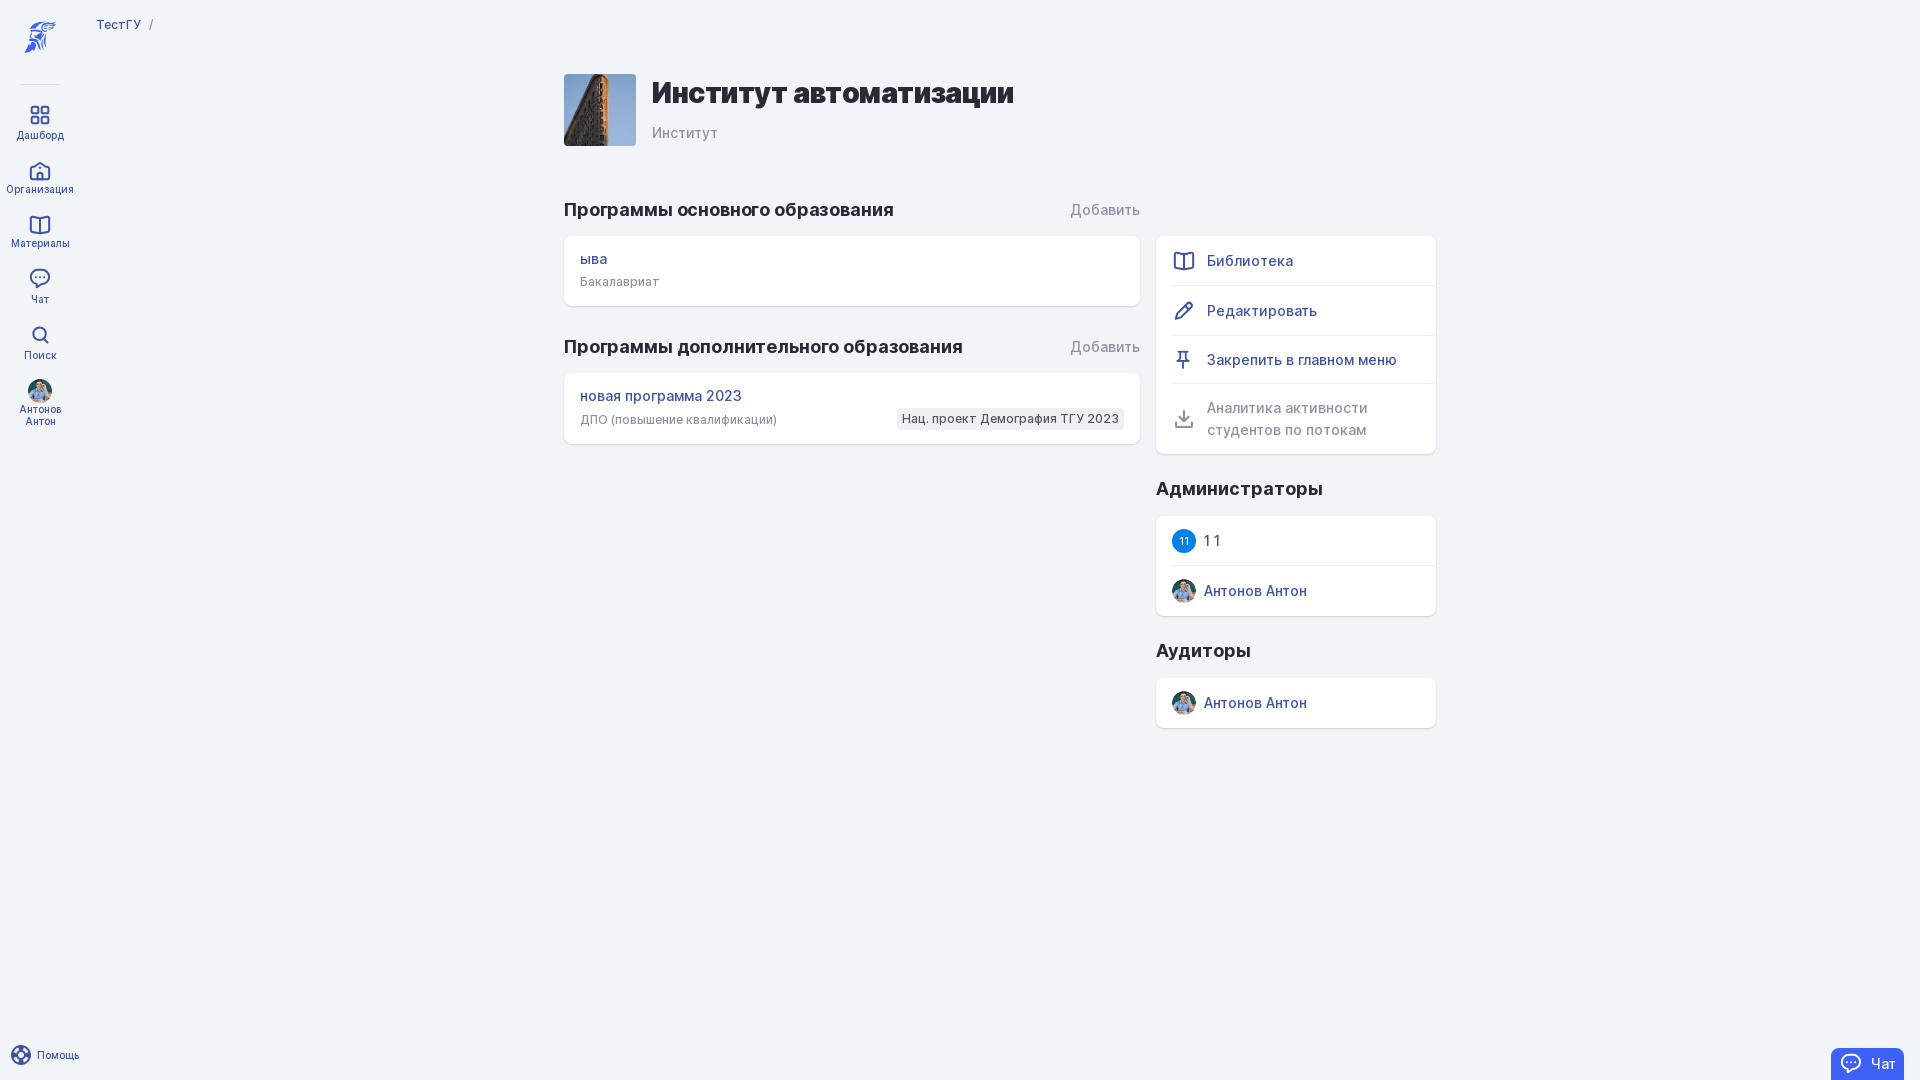 ТестГУ /
Дашборд
Организация
Материалы
Чат
Поиск
Антонов
Антон
Помощь
Институт автоматизации
Институт
Программы основного образования
Добавить
ыва
Бакалавриат
Программы дополнительного образования
Добавить
новая программа 2023
ДПО (повышение квалификации)
Нац. проект Демография ТГУ 2023
Библиотека
Редактировать
Закрепить в главном меню
Аналитика активности
студентов по потокам
Администраторы
11
1 1
Антонов Антон
Аудиторы
Антонов Антон
Чат